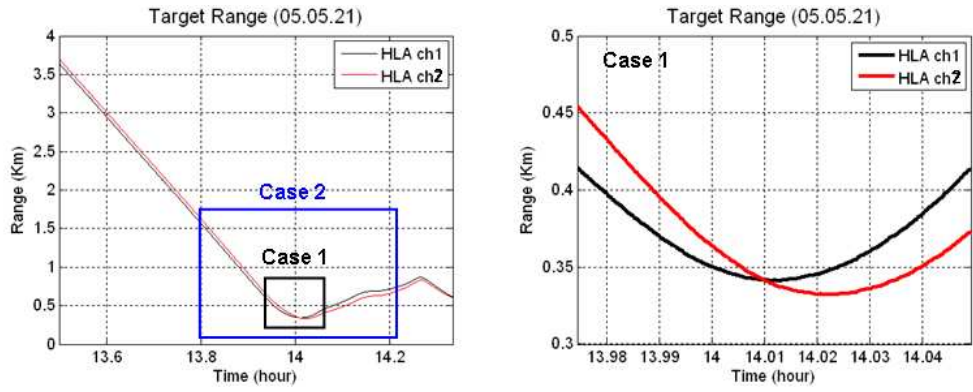 Target Range (05.05.21)
Range (Km)
4
3.5
3
2.5
2
1.5
1
0.5
0
HLA ch1
HLA ch2
Case 2
Case 1
13.6 13.8 14 14.2
Time (hour)
Target Range (05.05.21)
Range (Km)
0.5
0.45
0.4
0.35
0.3
Case 1
HLA ch1
HLA ch2
13.98 13.99 14 14.01 14.02 14.03 14.04
Time (hour)